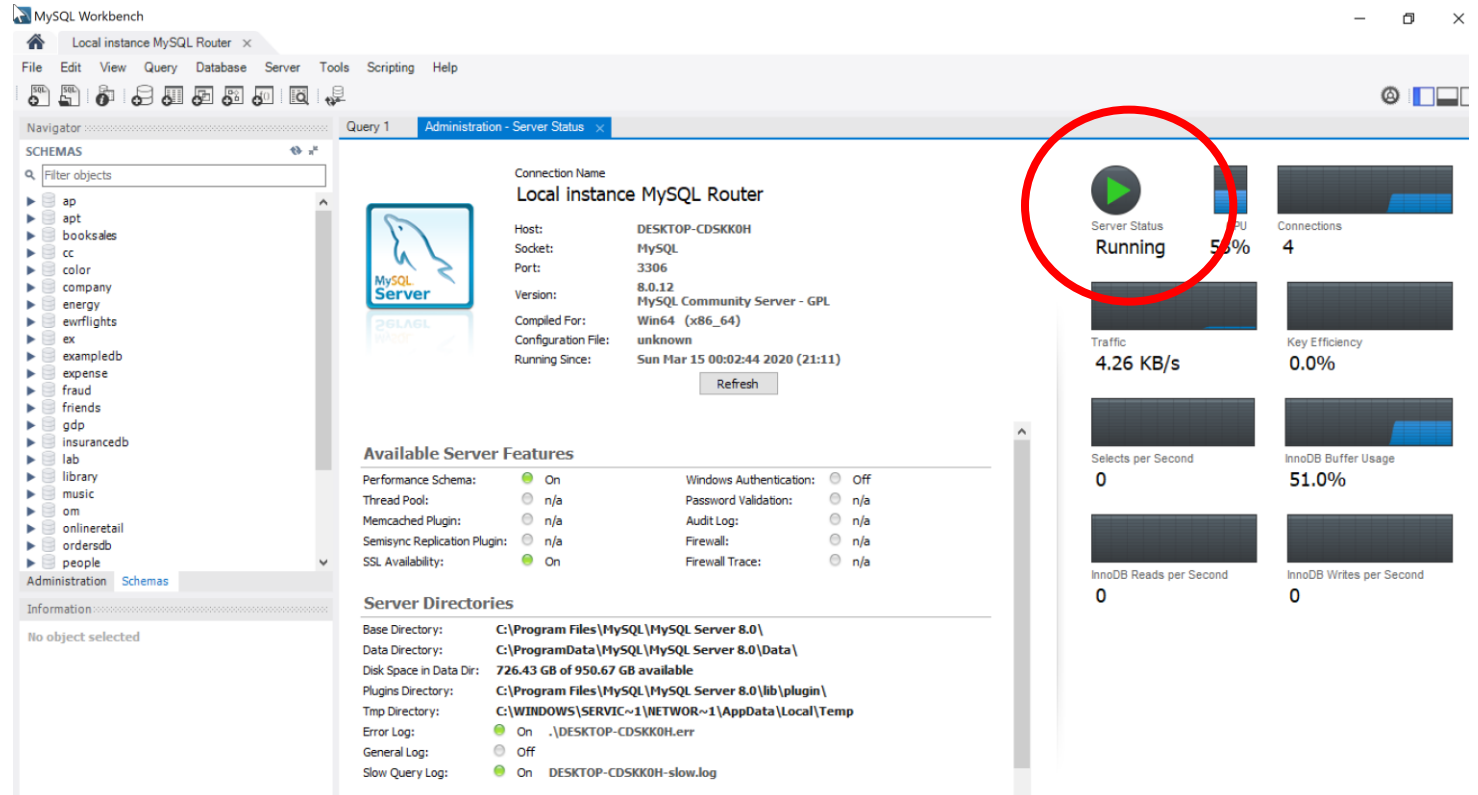 MySQL Workbench
Local instance MySQL Router
File Edit View Query Database Server Tools Scripting Help
Navigator
SCHEMAS
Filter objects
ap
apt
booksales
cc
color
company
energy
ewrflights
ex
exampledb
expense
fraud
friends
gdp
insurancedb
lab
library
music
om
onlineretail
ordersdb
people
Administration Schemas
Information
No object selected
Query 1 Administration - Server Status
MySQL
Server
Connection Name
Local instance MySQL Router
Host: DESKTOP-CDSKK0H
Socket: MySQL
Port: 3306
Version: 8.0.12
MySQL Community Server - GPL
Compiled For: Win64 (x86_64)
Configuration File: unknown
Running Since: Sun Mar 15 00:02:44 2020 (21:11)
Refresh
Available Server Features
Performance Schema: On Windows Authentication: Off
Thread Pool: n/a Password Validation: n/a
Memcached Plugin: n/a Audit Log: n/a
Semisync Replication Plugin: n/a Firewall: n/a
SSL Availability: On Firewall Trace: n/a
Server Directories
Base Directory: C:\Program Files\MySQL\MySQL Server 8.0\
Data Directory: C:\ProgramData\MySQL\MySQL Server 8.0\Data\
Disk Space in Data Dir: 726.43 GB of 950.67 GB available
Plugins Directory: C:\Program Files\MySQL\MySQL Server 8.0\lib\plugin\
Tmp Directory: C:\WINDOWS\SERVIC~1\NETWOR~1\AppData\Local\Temp
Error Log: On .\DESKTOP-CDSKK0H.err
General Log: Off
Slow Query Log: On DESKTOP-CDSKK0H-slow.log
Server Status Connections
Running 4
Traffic Key Efficiency
4.26 KB/s 0.0%
Selects per Second InnoDB Buffer Usage
0 51.0%
InnoDB Reads per Second InnoDB Writes per Second
0 0